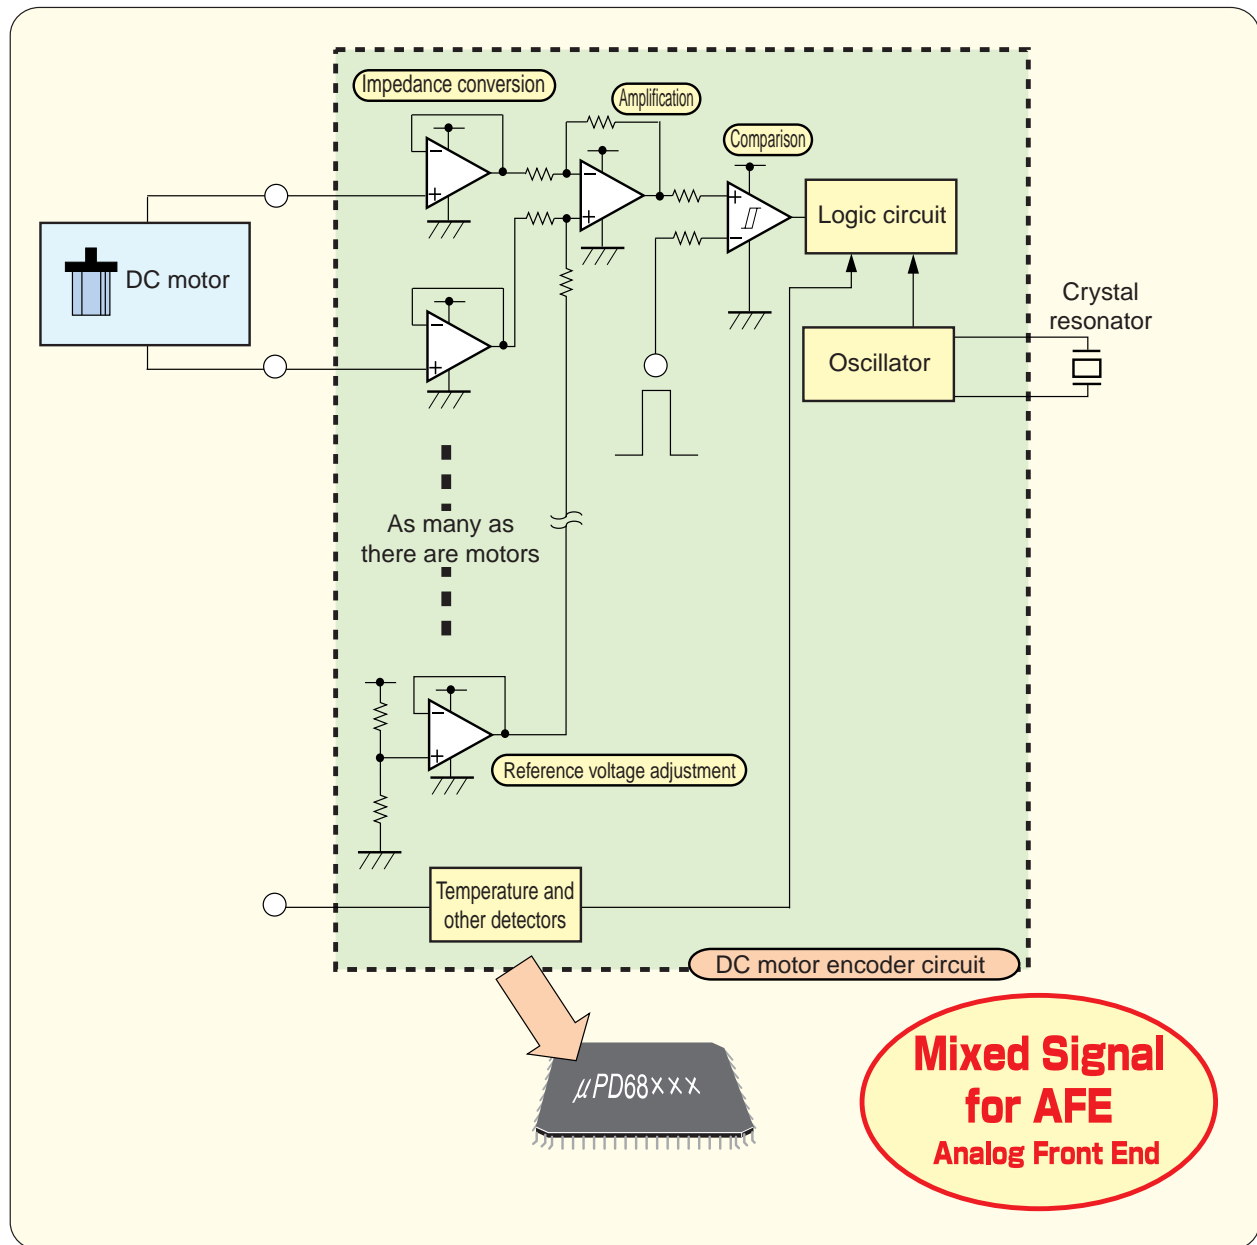 Impedance conversion
Amplification
Comparison
Logic circuit
DC motor
Crystal
resonator
Oscillator
As many as
there are motors
Reference voltage adjustment
Temperature and
other detectors
DC motor encoder circuit
Mixed Signal
for AFE
Analog Front End
μPD68×××